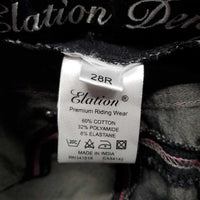 Elation De
28R
Elation
Premium Riding Wear
60% COTTON
32% POLYAMIDE
8% ELASTANE
MADE IN INDIA